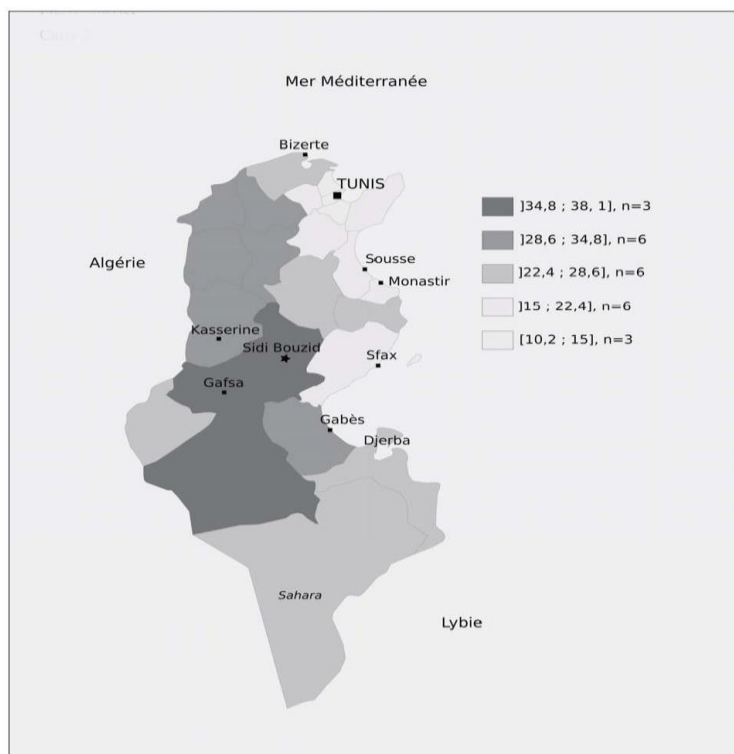 Mer Méditerranée
Bizerte
TUNIS
]34,8 ; 38, 1], n=3
]28,6 ; 34,8], n=6
]22,4 ; 28,6], n=6
]15 ; 22,4], n=6
[10,2 ; 15], n=3
Algérie
Sousse
Monastir
Kasserine
Sidi Bouzid
Sfax
Gafsa
Gabès
Djerba
Sahara
Lybie